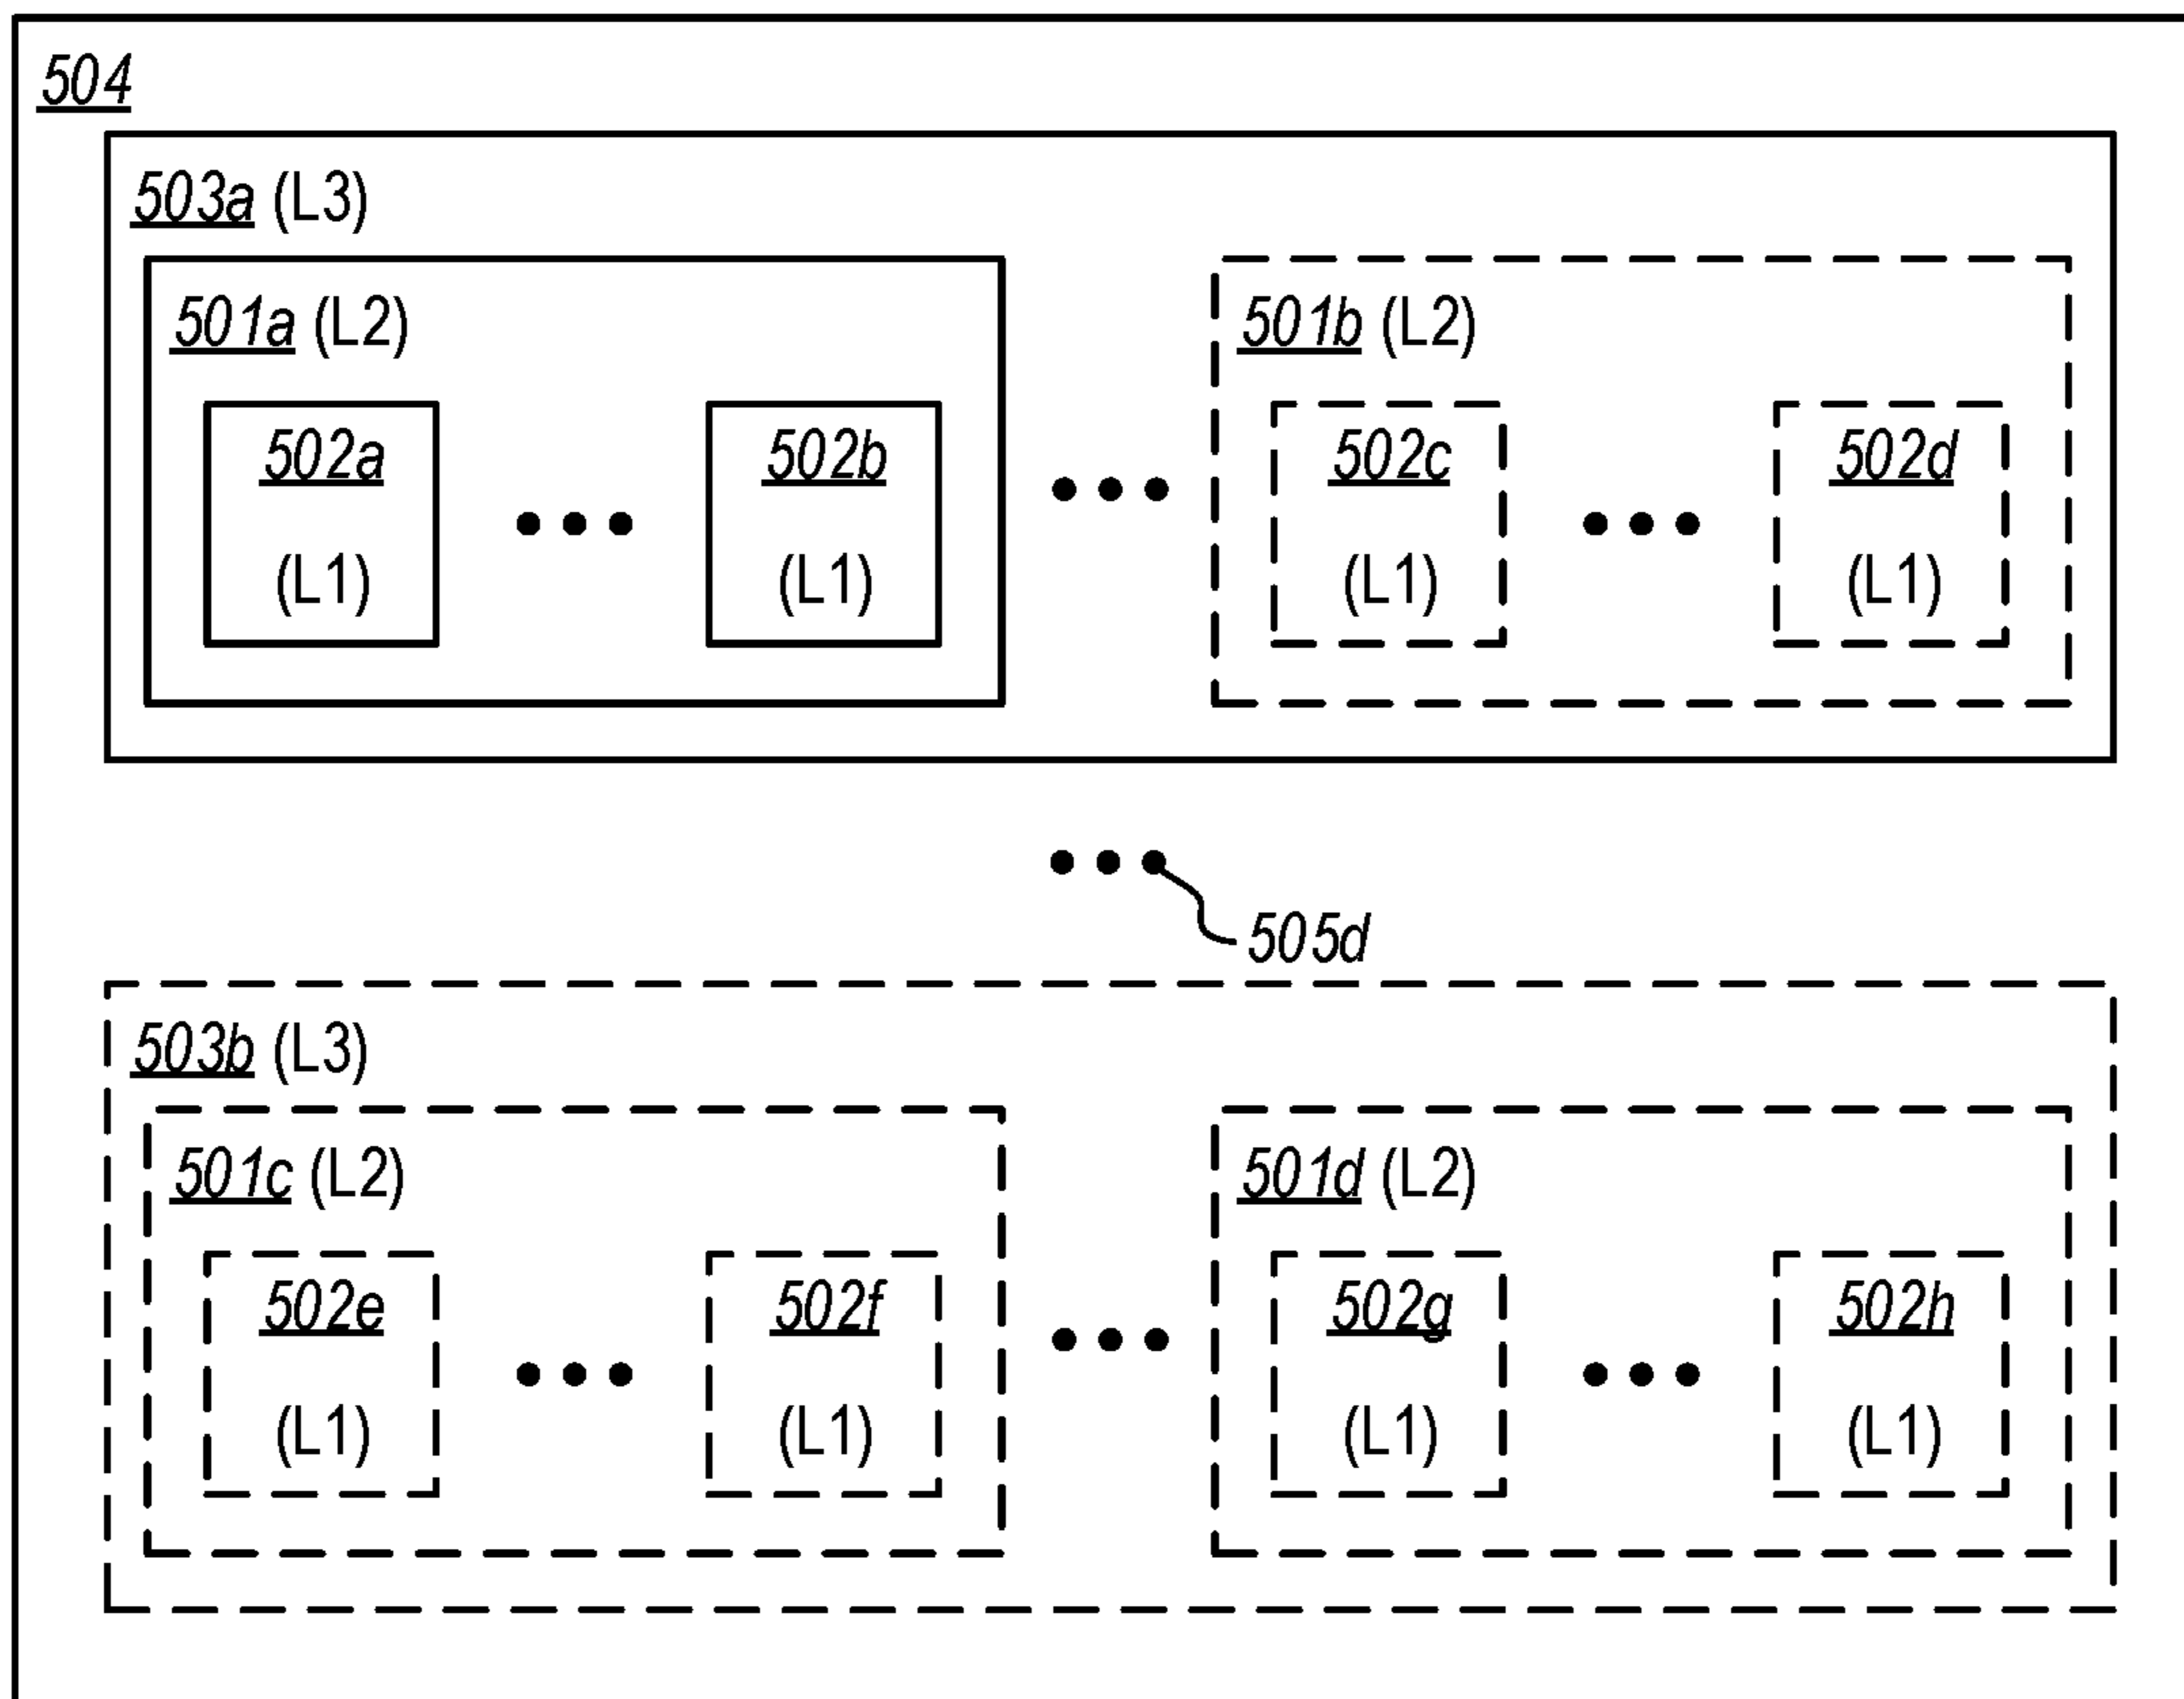 504
503a (L3)
501a (L2)
501b (L2)
502a
502b
502c
502d
(L1)
(L1)
(L1)
(L1)
505d
503b (L3)
501c (L2)
501d (L2)
502e
502f
502g
502h
(L1)
(L1)
(L1)
(L1)